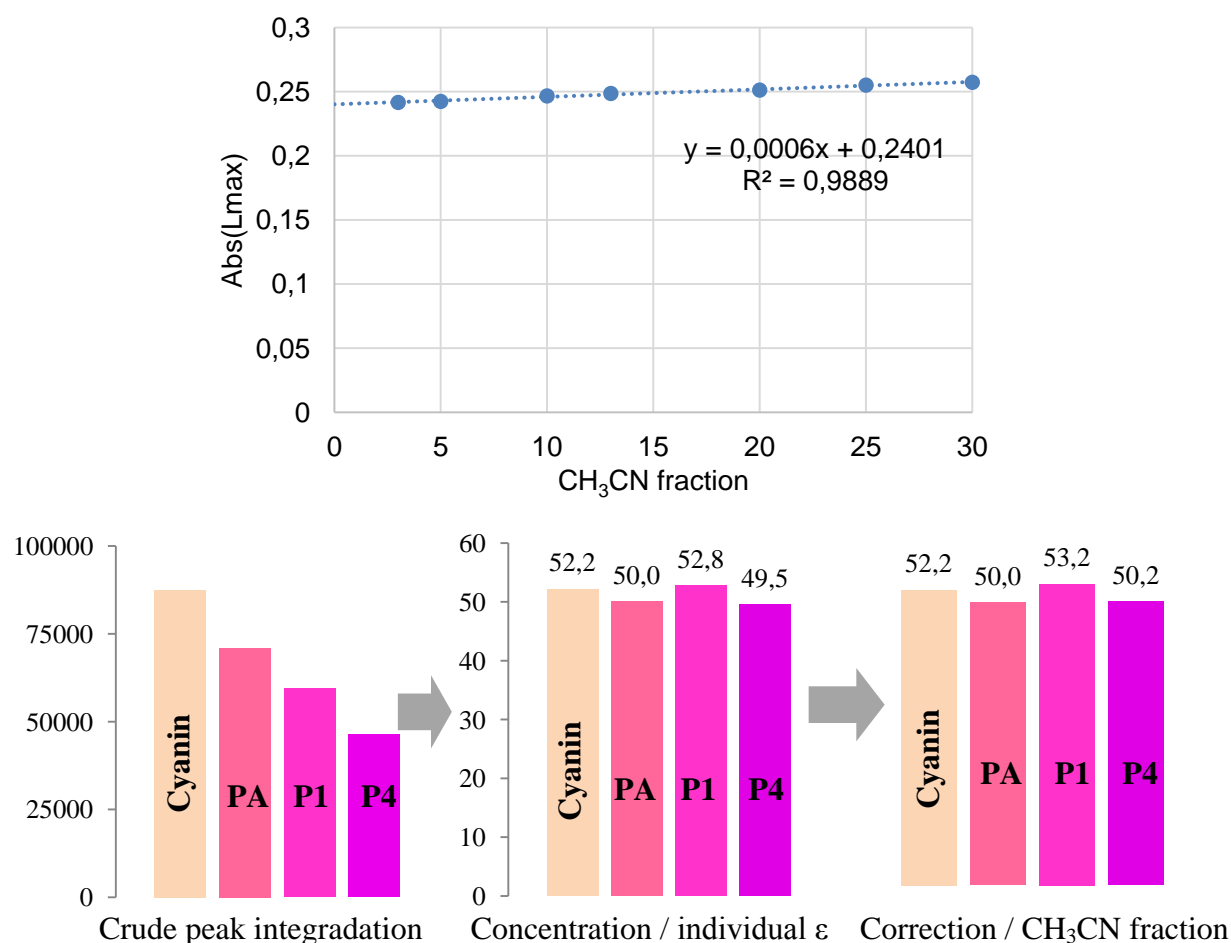 0,3
0,25
0,2
0,15
0,1
0,05
0
Abs(Lmax)
y = 0,0006x + 0,2401
R² = 0,9889
0 5 10 15 20 25 30
CH₃CN fraction
100000
75000
50000
25000
0
Cyanin
PA
P1
P4
Crude peak integradation
60
50
40
30
20
10
0
52,2
50,0
52,8
49,5
Cyanin
PA
P1
P4
Concentration / individual ε
52,2
50,0
53,2
50,2
Cyanin
PA
P1
P4
Correction / CH₃CN fraction